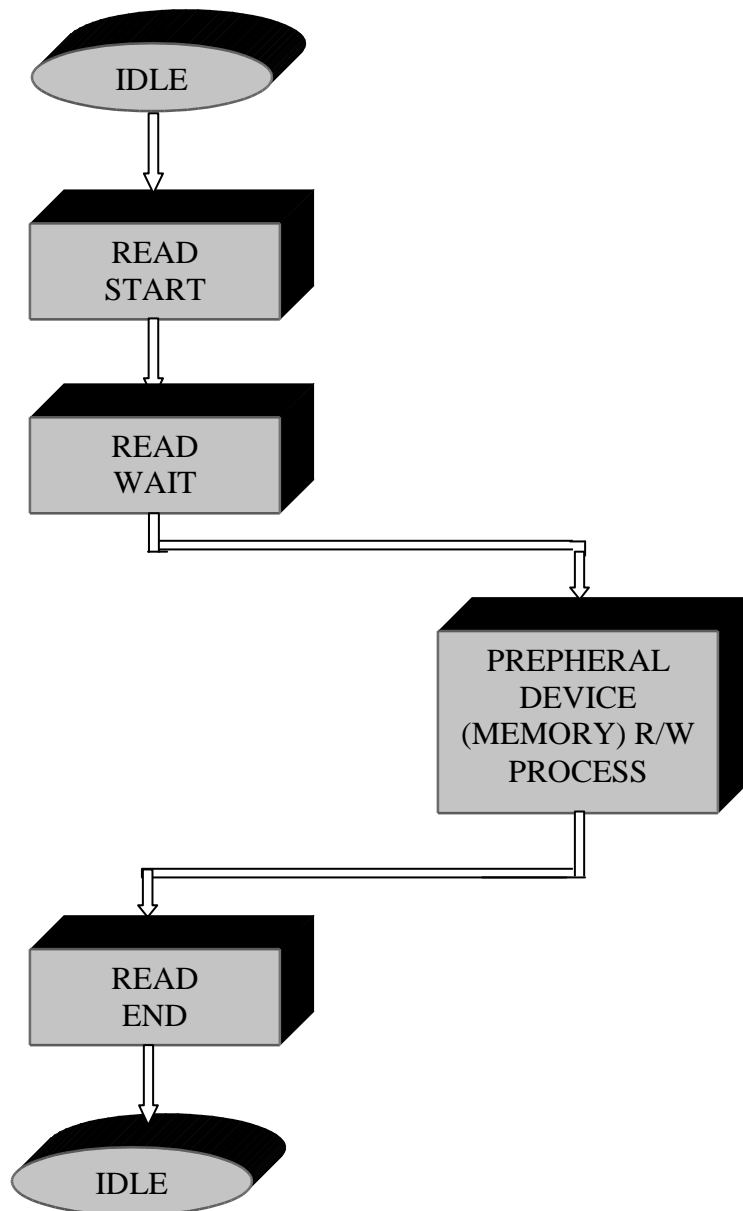 IDLE
READ
START
READ
WAIT
PREPHERAL
DEVICE
(MEMORY) R/W
PROCESS
READ
END
IDLE